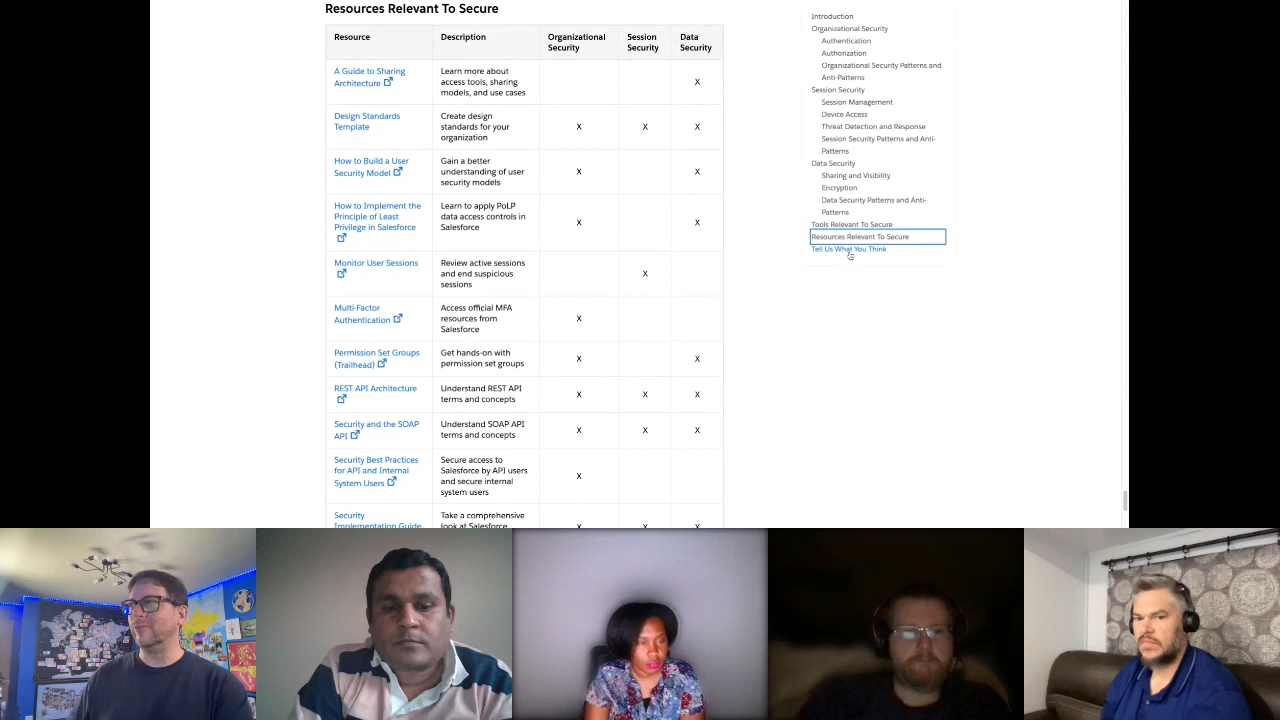 Resources Relevant To Secure
Resource
Description
Organizational
Security
Session
Security
Data
Security
A Guide to Sharing
Architecture
Learn more about
access tools, sharing
models, and use cases
X
Design Standards
Template
Create design
standards for your
organization
X
X
X
How to Build a User
Security Model
Gain a better
understanding of user
security models
X
X
How to Implement the
Principle of Least
Privilege in Salesforce
Learn to apply PoLP
data access controls in
Salesforce
X
X
Monitor User Sessions
Review active sessions
and end suspicious
sessions
X
Multi-Factor
Authentication
Access official MFA
resources from
Salesforce
X
Permission Set Groups
(Trailhead)
Get hands-on with
permission set groups
X
X
REST API Architecture
Understand REST API
terms and concepts
X
X
X
Security and the SOAP
API
Understand SOAP API
terms and concepts
X
X
X
Security Best Practices
for API and Internal
System Users
Secure access to
Salesforce by API users
and secure internal
system users
X
Security
Implementation Guide
Take a comprehensive
look at Salesforce
X
X
X
Introduction
Organizational Security
Authentication
Authorization
Organizational Security Patterns and
Anti-Patterns
Session Security
Session Management
Device Access
Threat Detection and Response
Session Security Patterns and Anti-
Patterns
Data Security
Sharing and Visibility
Encryption
Data Security Patterns and Anti-
Patterns
Tools Relevant To Secure
Resources Relevant To Secure
Tell Us What You Think